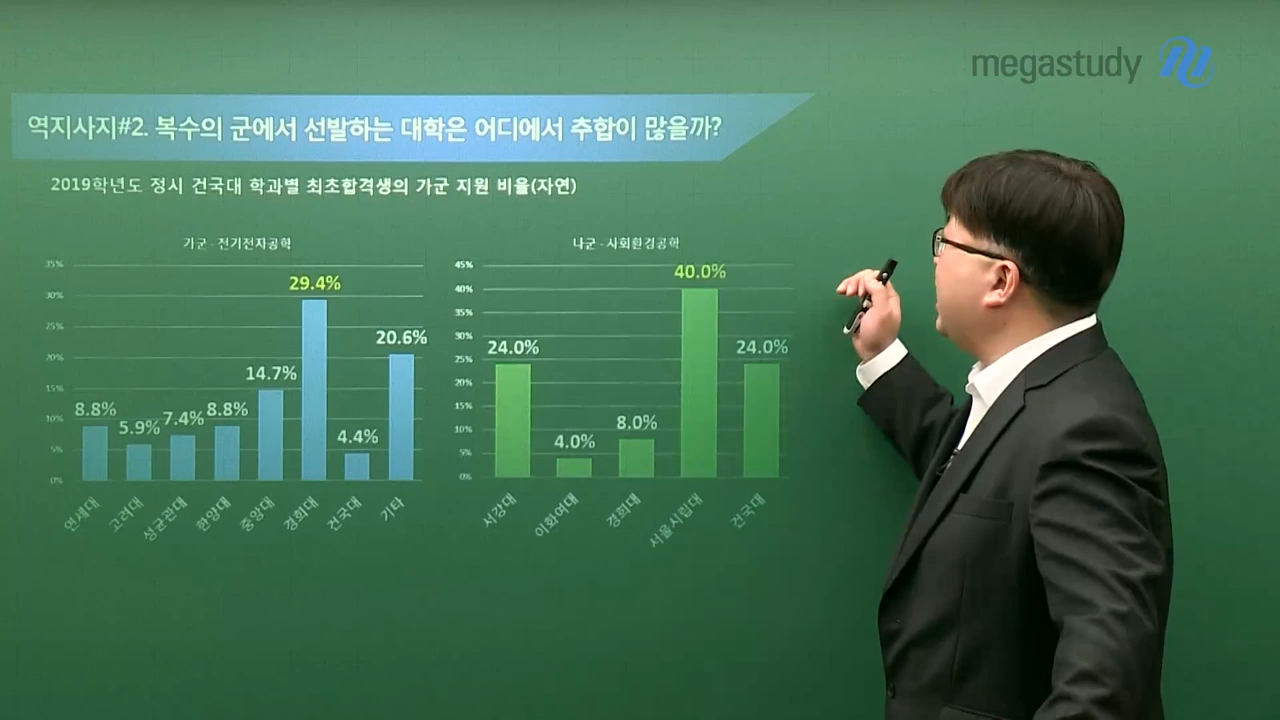 megastudy
역지사지#2. 복수의 군에서 선발하는 대학은 어디에서 추합이 많을까?
2019학년도 정시 건국대 학과별 최초합격생의 가군 지원 비율(자연)
가군 - 전기전자공학
35%
30%
25%
20%
15%
10%
5%
0%
8.8%
5.9%
7.4%
8.8%
14.7%
29.4%
4.4%
20.6%
연세대
고려대
성균관대
한양대
중앙대
경희대
건국대
기타
나군 - 사회환경공학
45%
40%
35%
30%
25%
20%
15%
10%
5%
0%
24.0%
4.0%
8.0%
40.0%
24.0%
서강대
이화여대
경희대
서울시립대
건국대